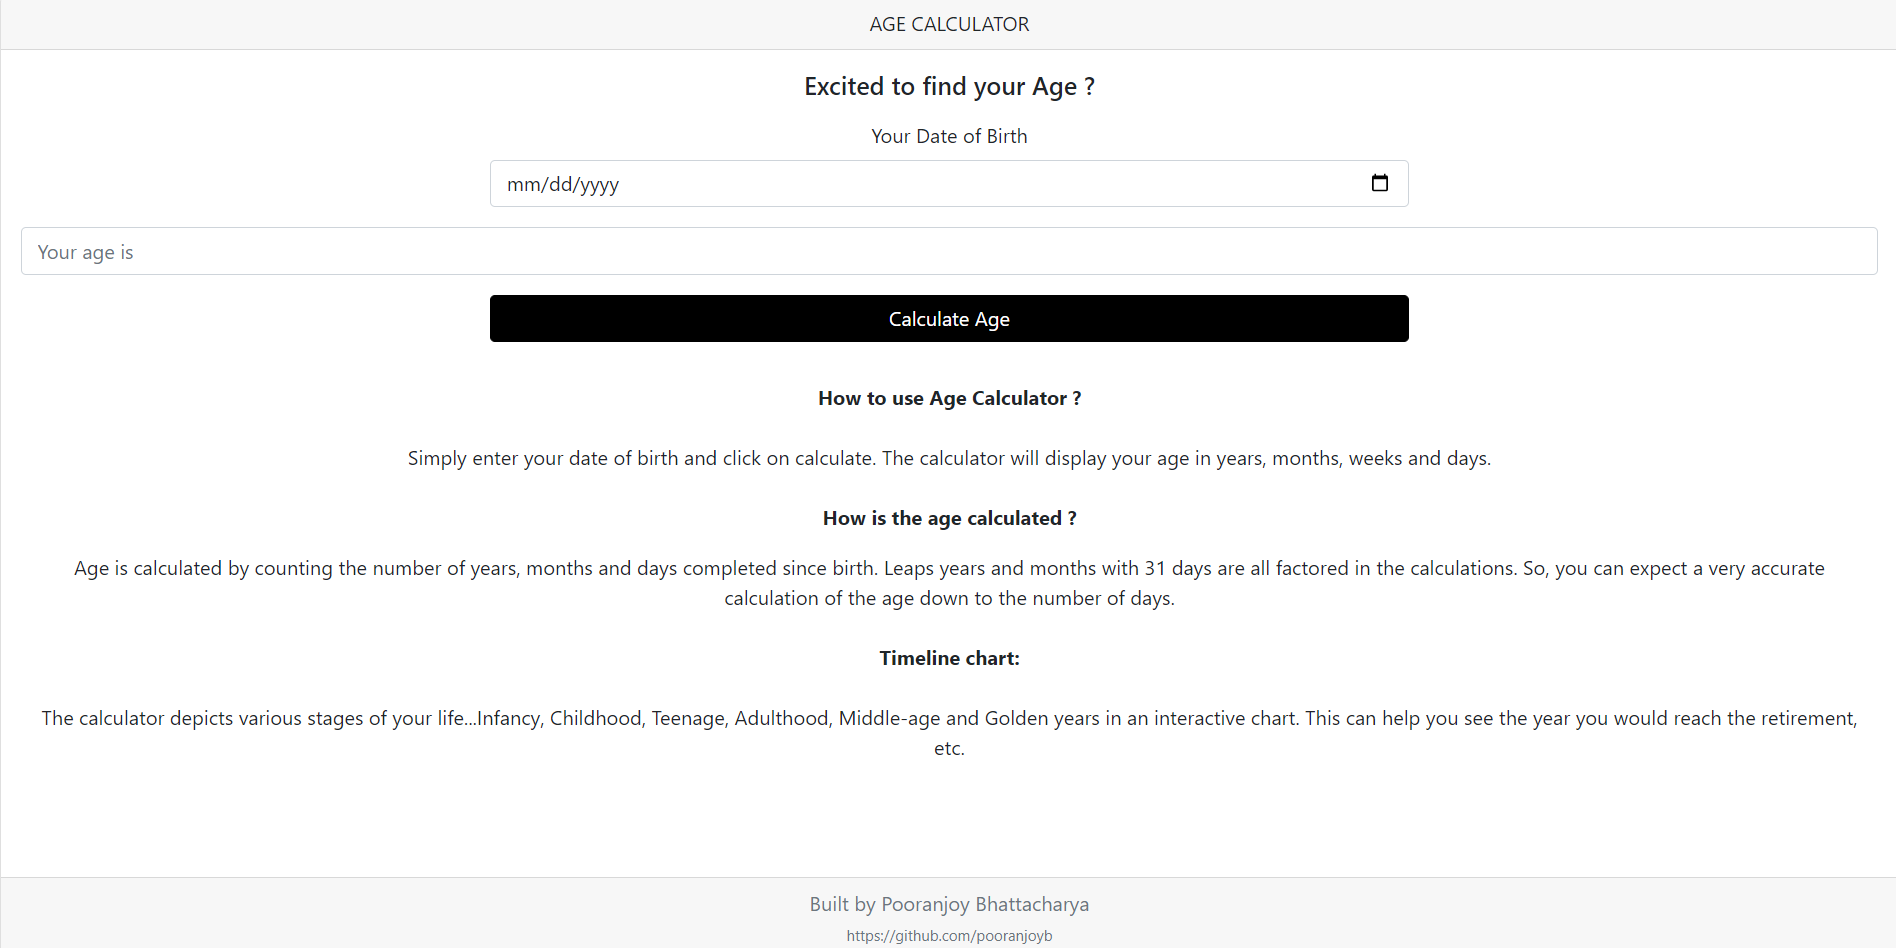 AGE CALCULATOR
Excited to find your Age ?
Your Date of Birth
mm/dd/yyyy
Your age is
Calculate Age
How to use Age Calculator ?
Simply enter your date of birth and click on calculate. The calculator will display your age in years, months, weeks and days.
How is the age calculated ?
Age is calculated by counting the number of years, months and days completed since birth. Leaps years and months with 31 days are all factored in the calculations. So, you can expect a very accurate
calculation of the age down to the number of days.
Timeline chart:
The calculator depicts various stages of your life...Infancy, Childhood, Teenage, Adulthood, Middle-age and Golden years in an interactive chart. This can help you see the year you would reach the retirement,
etc.
Built by Pooranjoy Bhattacharya
https://github.com/pooranjoyb